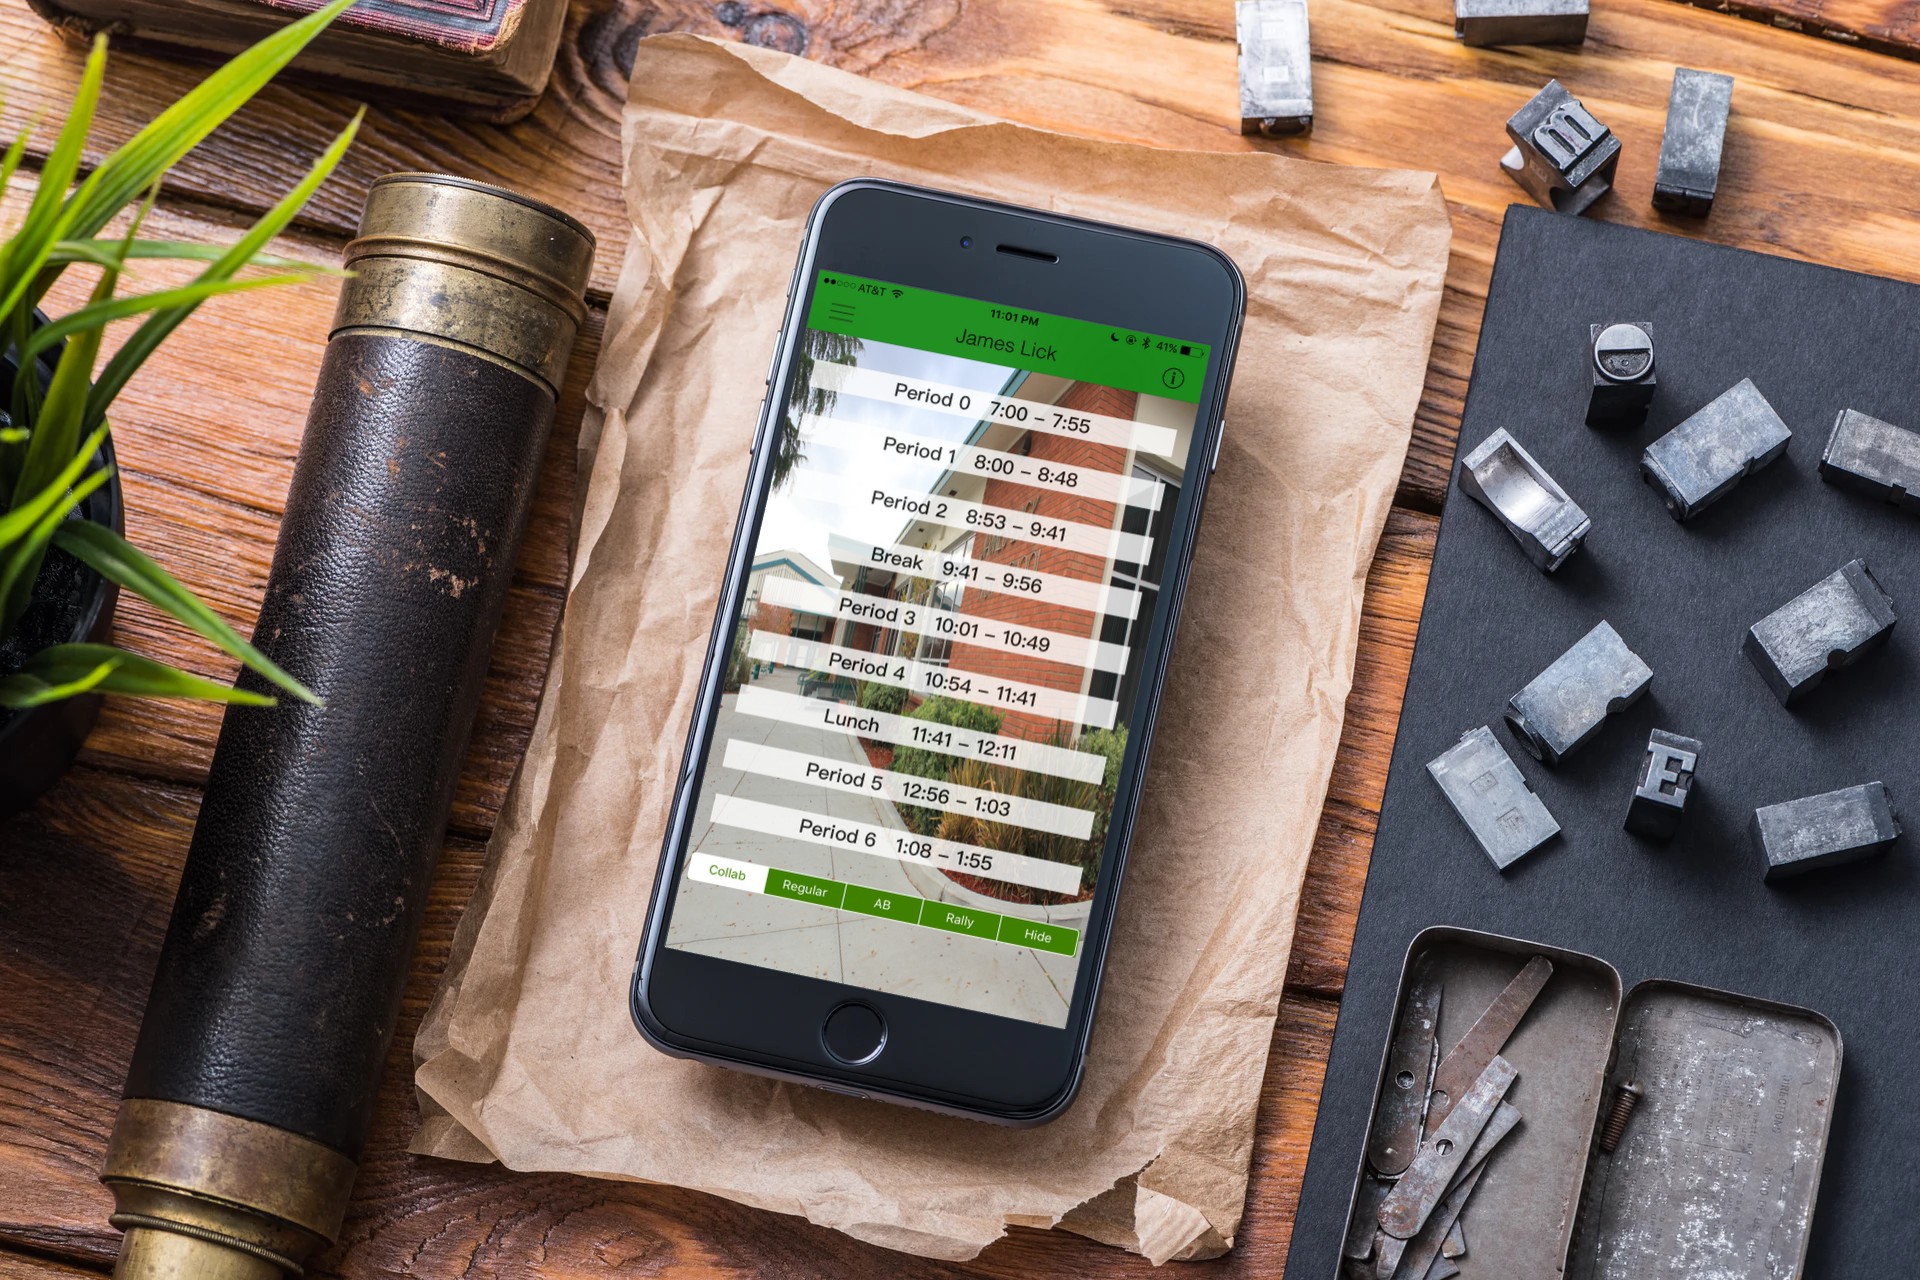 AT&T
11:01 PM
41%
James Lick
Period 0 7:00 – 7:55
Period 1 8:00 – 8:48
Period 2 8:53 – 9:41
Break 9:41 – 9:56
Period 3 10:01 – 10:49
Period 4 10:54 – 11:41
Lunch 11:41 – 12:11
Period 5 12:56 – 1:03
Period 6 1:08 – 1:55
Collab Regular AB Rally Hide
m
E